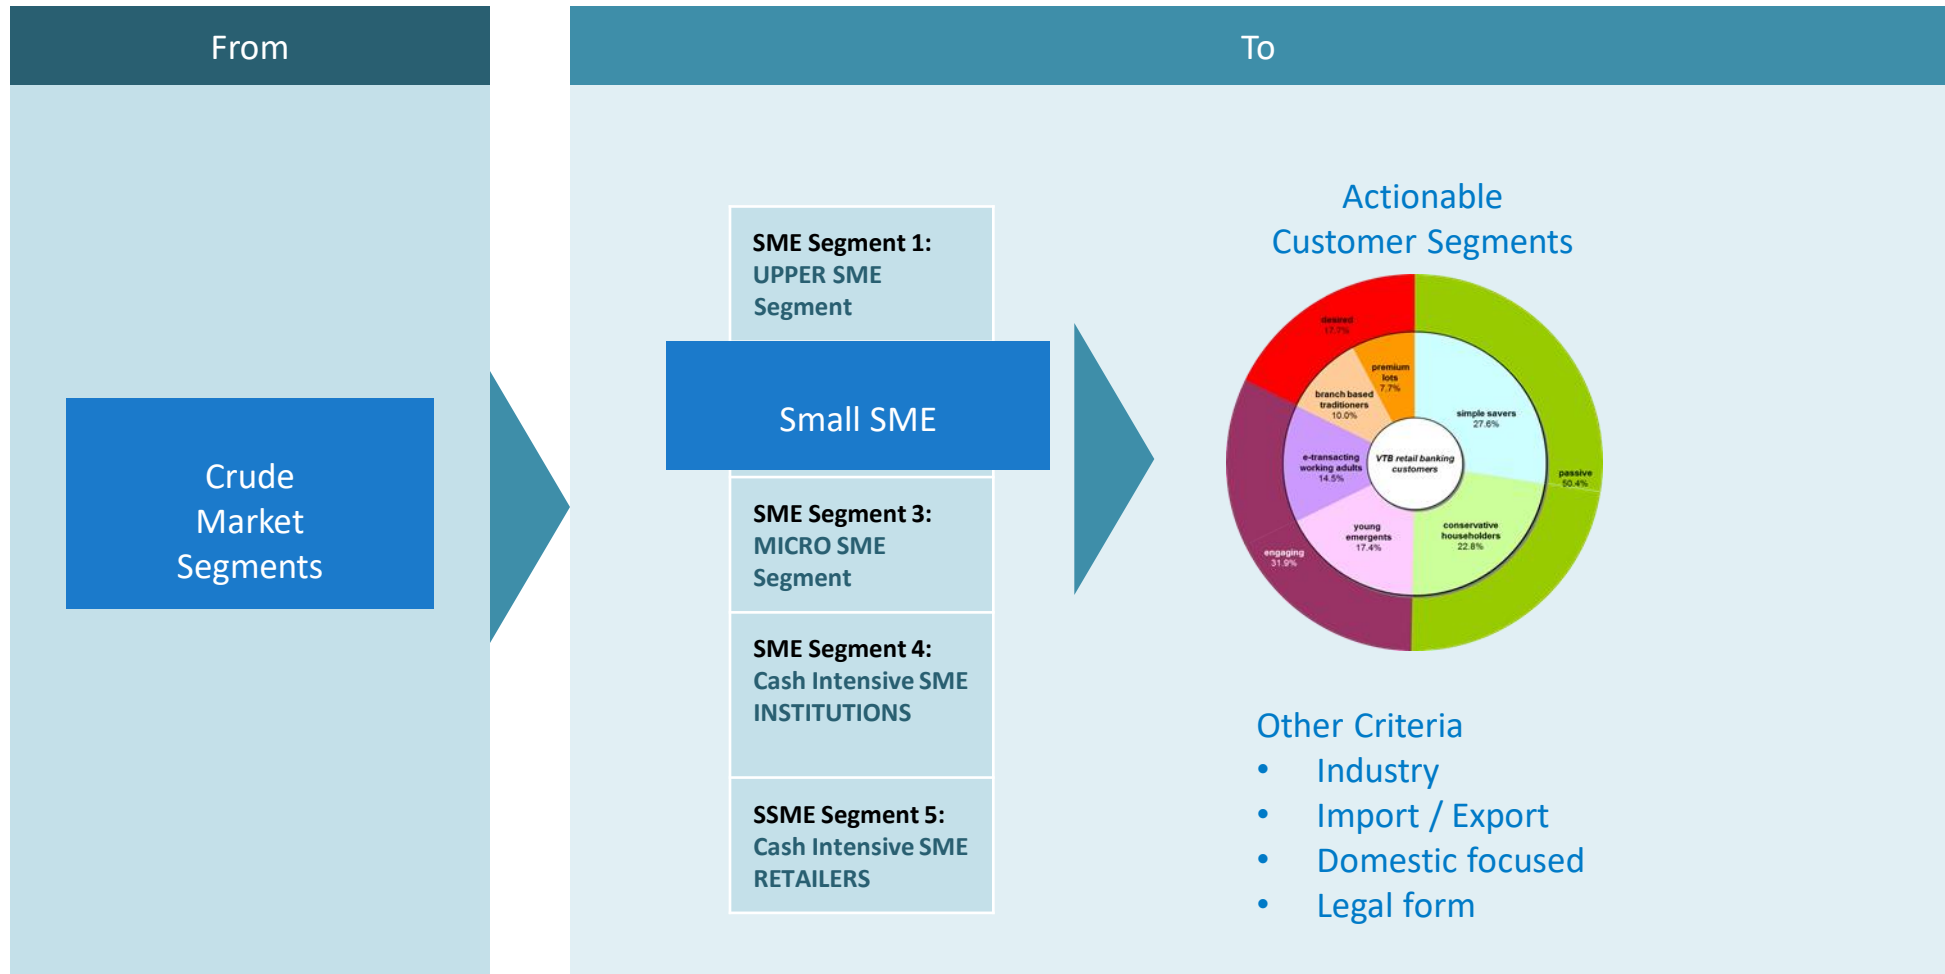 From
To
Crude
Market
Segments
SME Segment 1:
UPPER SME
Segment
Small SME
SME Segment 3:
MICRO SME
Segment
SME Segment 4:
Cash Intensive SME
INSTITUTIONS
SSME Segment 5:
Cash Intensive SME
RETAILERS
Actionable
Customer Segments
desired
17.7%
premium
lots
7.7%
branch based
traditioners
10.0%
simple savers
27.6%
e-transacting
working adults
14.5%
VTB retail banking
customers
passive
50.4%
young
emergents
17.4%
conservative
householders
22.8%
engaging
31.9%
Other Criteria
• Industry
• Import / Export
• Domestic focused
• Legal form